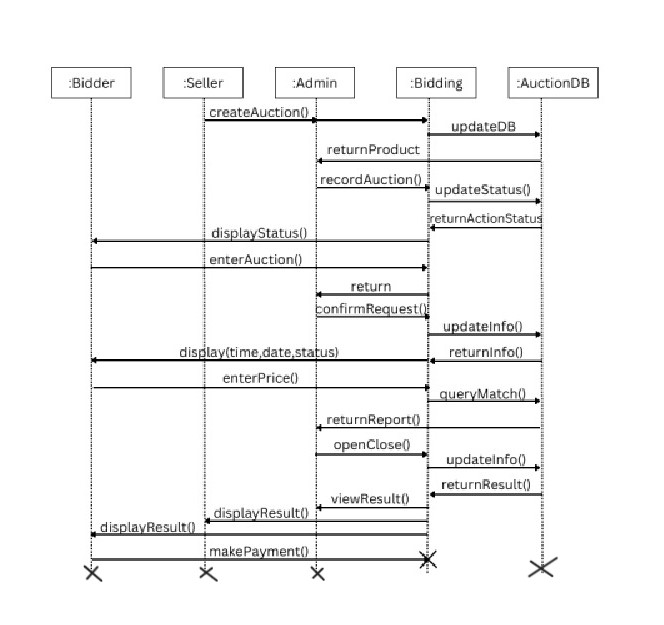 :Bidder
:Seller
:Admin
:Bidding
:AuctionDB
createAuction()
updateDB
returnProduct
recordAuction()
updateStatus()
returnActionStatus
displayStatus()
enterAuction()
return
confirmRequest()
updateInfo()
display(time,date,status)
returnInfo()
enterPrice()
queryMatch()
returnReport()
openClose()
updateInfo()
returnResult()
viewResult()
displayResult()
displayResult()
makePayment()